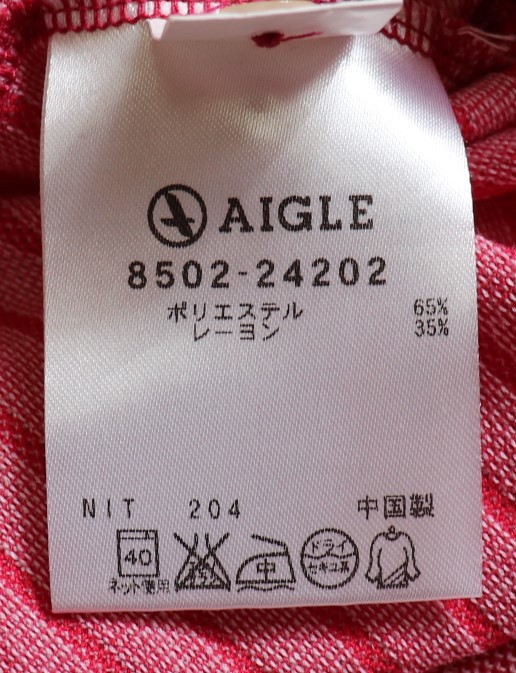 AIGLE
8502-24202
ポリエステル 65%
レーヨン 35%
NIT 204 中国製
40 中 ドライ
セキユ系
ネット使用